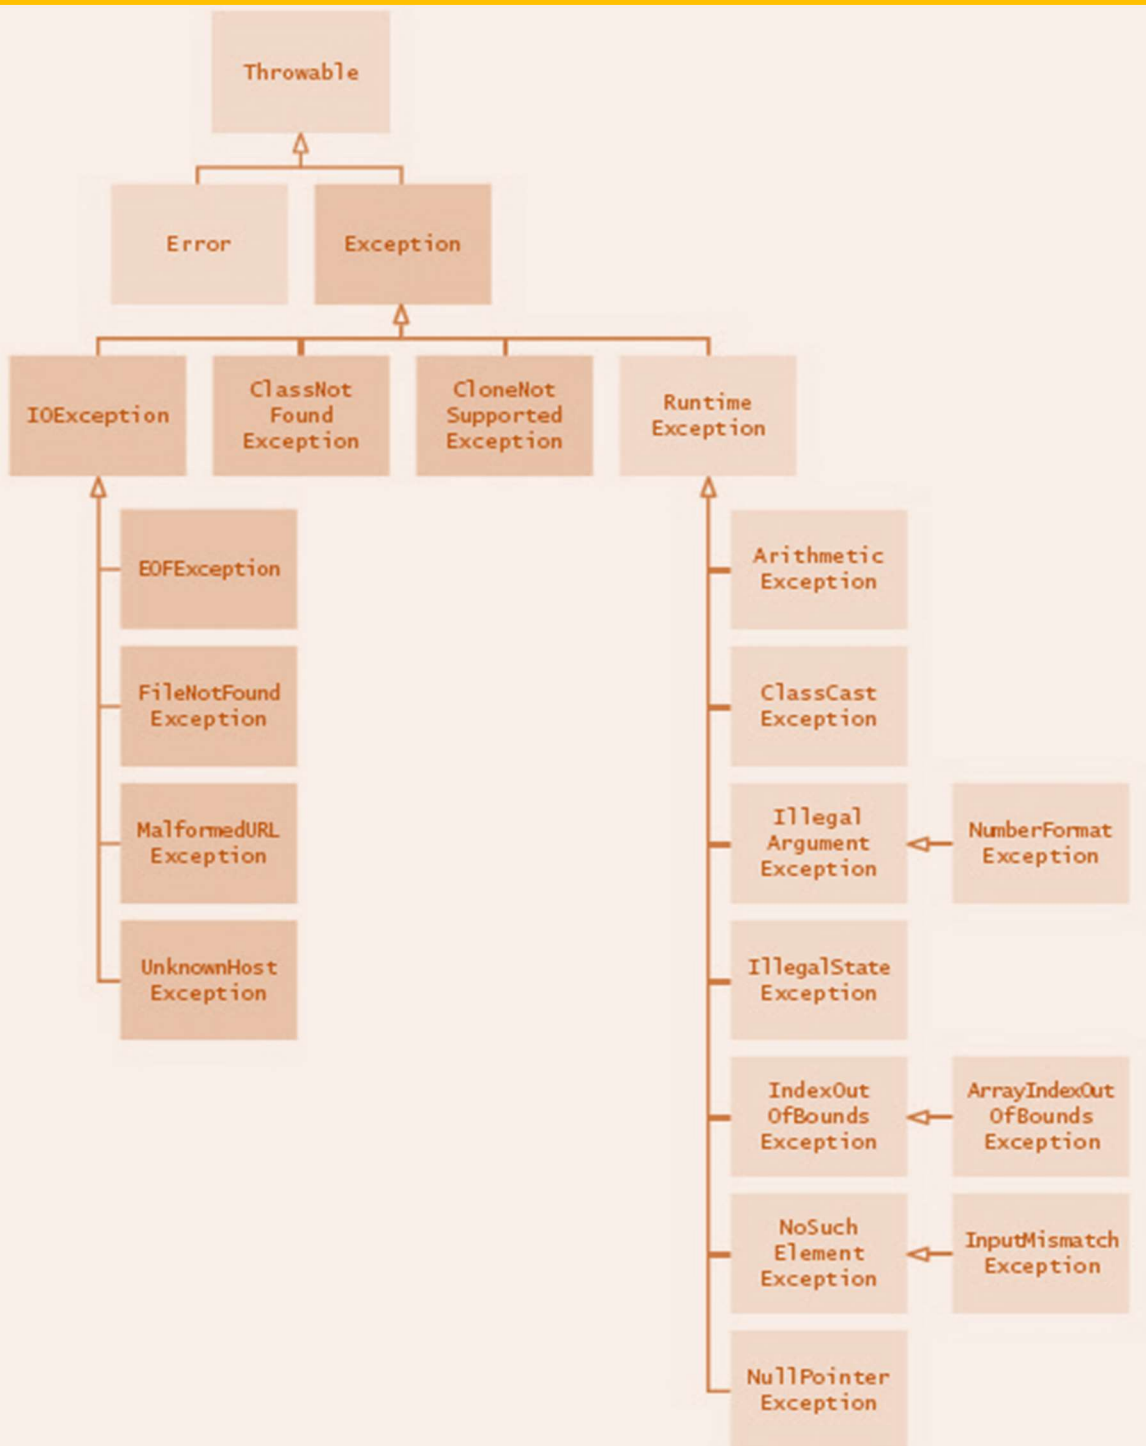 Throwable
Error
Exception
IOException
ClassNot
Found
Exception
CloneNot
Supported
Exception
Runtime
Exception
EOFException
FileNotFound
Exception
MalformedURL
Exception
UnknownHost
Exception
Arithmetic
Exception
ClassCast
Exception
Illegal
Argument
Exception
NumberFormat
Exception
IllegalState
Exception
IndexOut
OfBounds
Exception
ArrayIndexOut
OfBounds
Exception
NoSuch
Element
Exception
InputMismatch
Exception
NullPointer
Exception